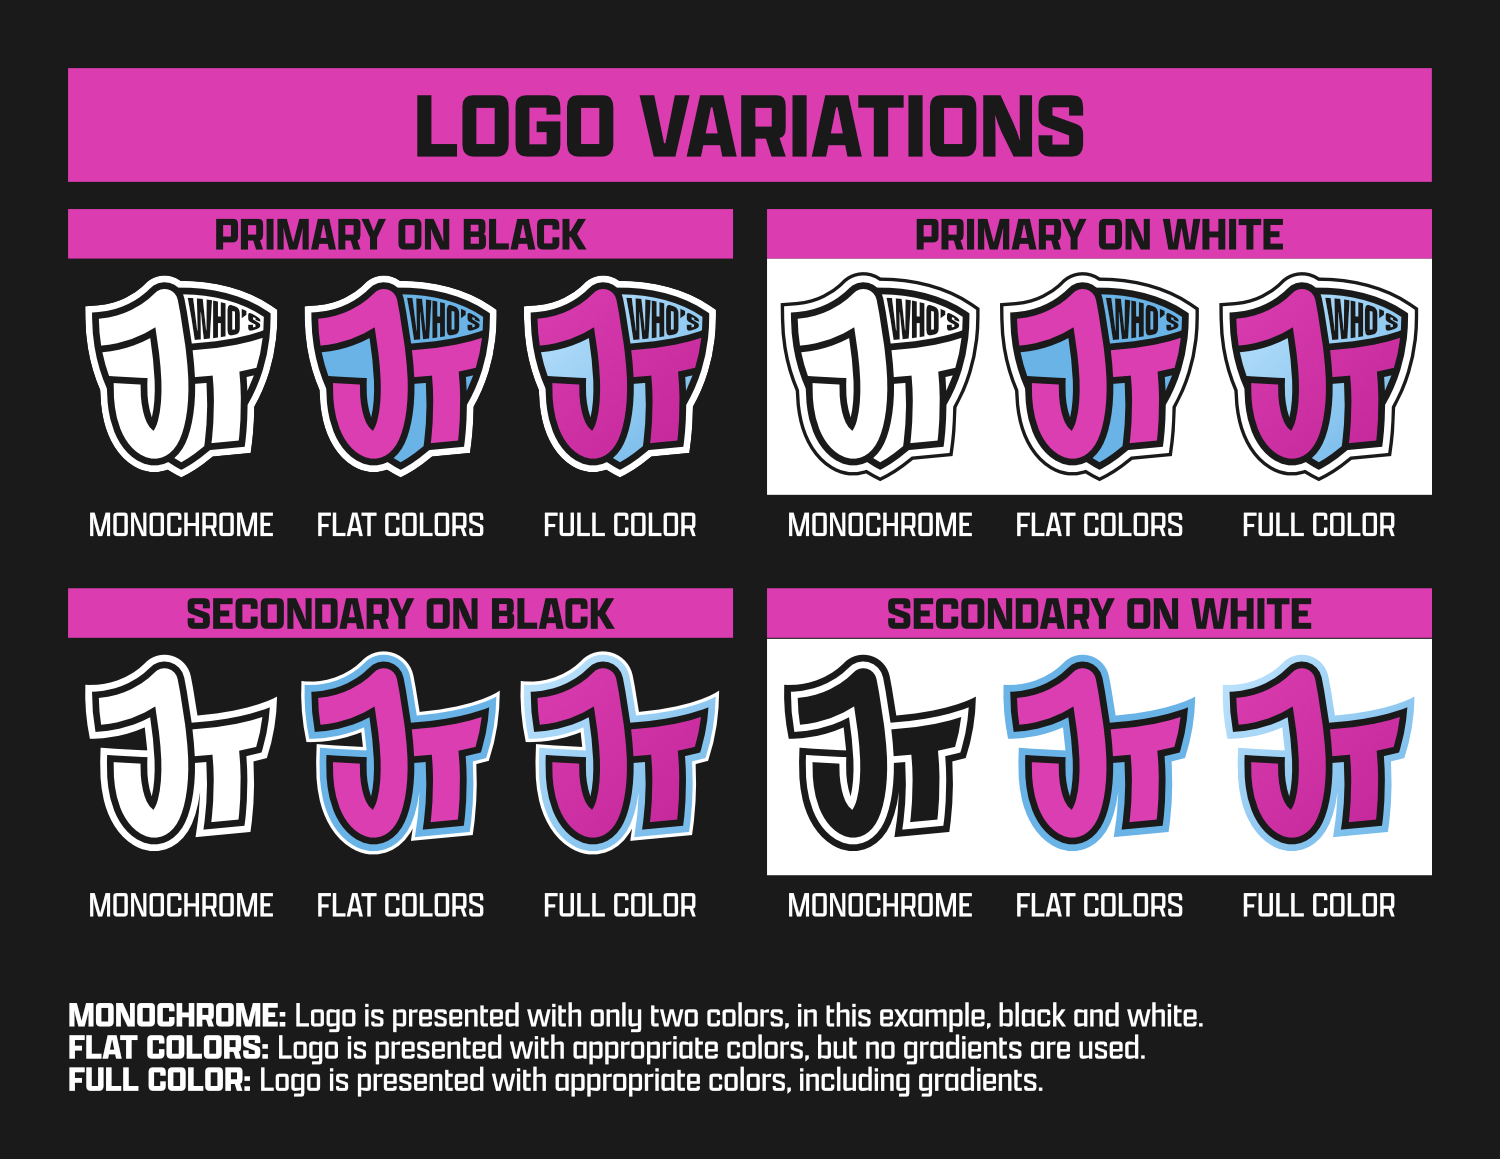 LOGO VARIATIONS
PRIMARY ON BLACK
WHO'S
JT
WHO'S
JT
WHO'S
JT
MONOCHROME
FLAT COLORS
FULL COLOR
PRIMARY ON WHITE
WHO'S
JT
WHO'S
JT
WHO'S
JT
MONOCHROME
FLAT COLORS
FULL COLOR
SECONDARY ON BLACK
JT
JT
JT
MONOCHROME
FLAT COLORS
FULL COLOR
SECONDARY ON WHITE
JT
JT
JT
MONOCHROME
FLAT COLORS
FULL COLOR
MONOCHROME: Logo is presented with only two colors, in this example, black and white.
FLAT COLORS: Logo is presented with appropriate colors, but no gradients are used.
FULL COLOR: Logo is presented with appropriate colors, including gradients.